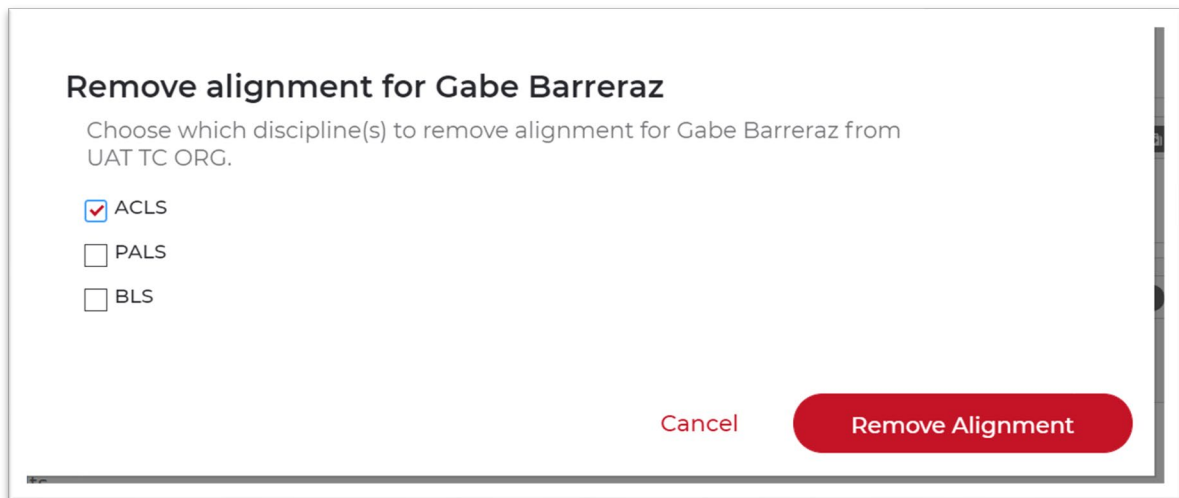 Remove alignment for Gabe Barreraz
Choose which discipline(s) to remove alignment for Gabe Barreraz from
UAT TC ORG.
ACLS
PALS
BLS
Cancel
Remove Alignment